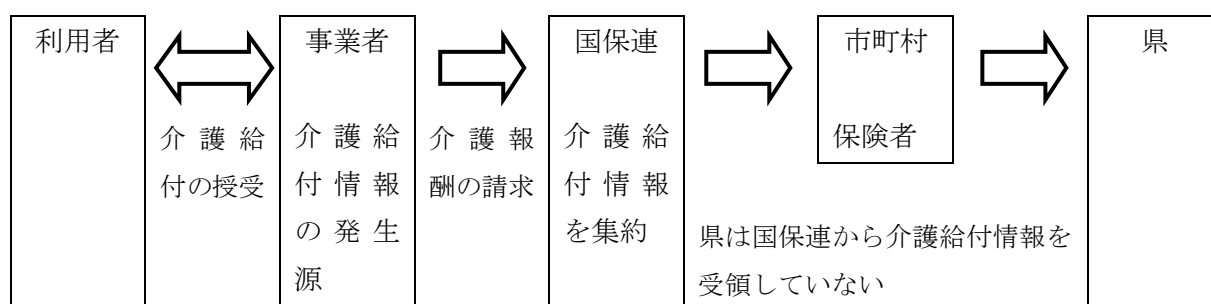 利用者
介護給
付の授受
事業者
介護給
付情報
の発生
源
介護報
酬の請求
国保連
介護給
付情報
を集約
市町村
保険者
県は国保連から介護給付情報を
受領していない
県